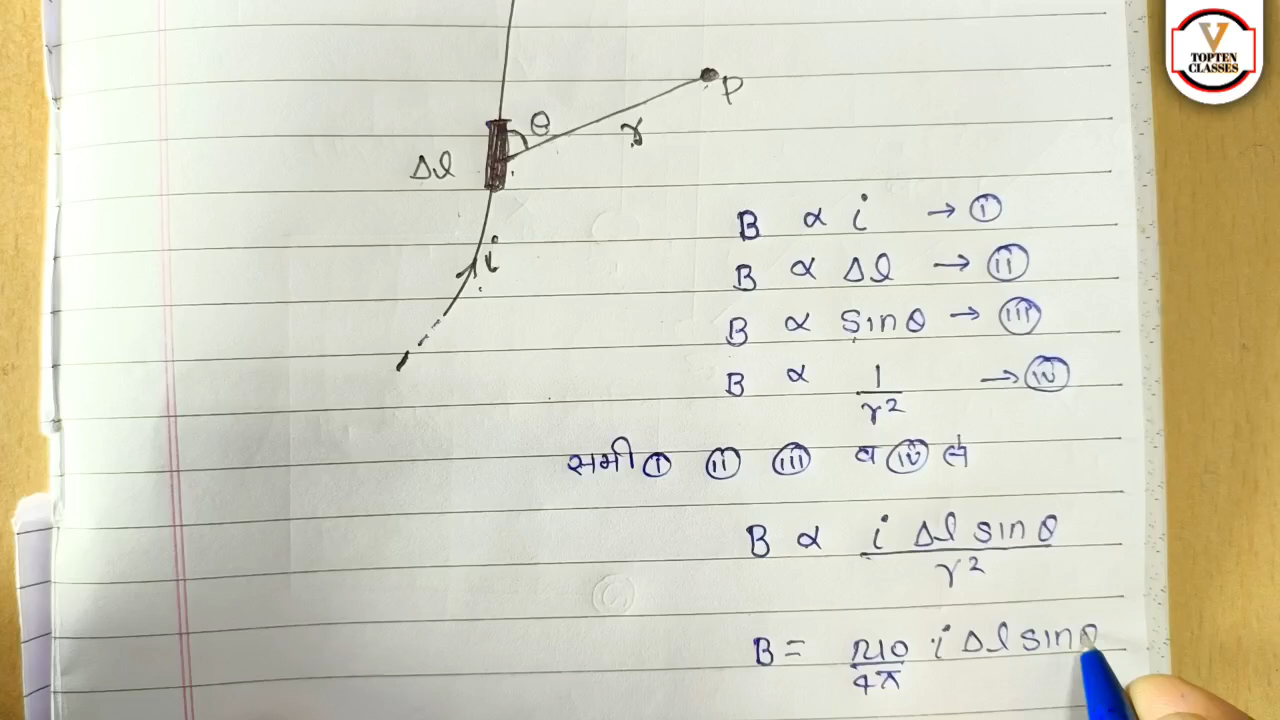 V
TOPTEN
CLASSES
P
θ
r
Δl
i
B ∝ i → (i)
B ∝ Δl → (ii)
B ∝ sinθ → (iii)
B ∝ 1/r² → (iv)
सभी (i) (ii) (iii) व (iv) से
B ∝ i Δl sinθ / r²
B = μ0/4π i Δl sinθ